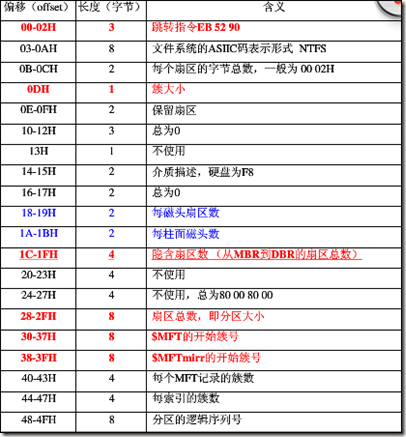 偏移（offset） 长度（字节） 含义
00-02H 3 跳转指令EB 52 90
03-0AH 8 文件系统的ASIIC码表示形式 NTFS
0B-0CH 2 每个扇区的字节总数，一般为 00 02H
0DH 1 簇大小
0E-0FH 2 保留扇区
10-12H 3 总为0
13H 1 不使用
14-15H 2 介质描述，硬盘为F8
16-17H 2 总为0
18-19H 2 每磁头扇区数
1A-1BH 2 每柱面磁头数
1C-1FH 4 隐含扇区数（从MBR到DBR的扇区总数）
20-23H 4 不使用
24-27H 4 不使用，总为80 00 80 00
28-2FH 8 扇区总数，即分区大小
30-37H 8 $MFT的开始簇号
38-3FH 8 $MFTmirr的开始簇号
40-43H 4 每个MFT记录的簇数
44-47H 4 每索引的簇数
48-4FH 8 分区的逻辑序列号